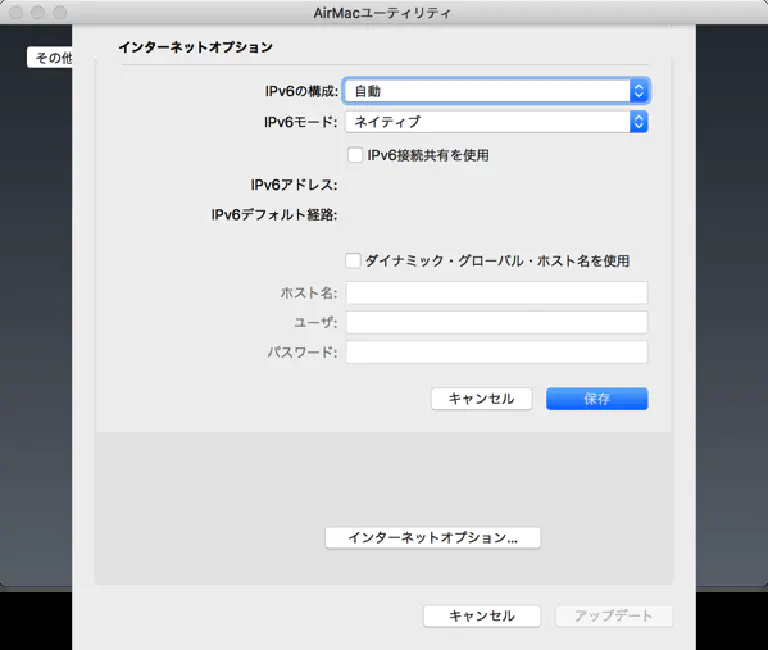 AirMacユーティリティ
その他
インターネットオプション
IPv6の構成: 自動
IPv6モード: ネイティブ
IPv6接続共有を使用
IPv6アドレス:
IPv6デフォルト経路:
ダイナミック・グローバル・ホスト名を使用
ホスト名:
ユーザ:
パスワード:
キャンセル 保存
インターネットオプション...
キャンセル アップデート